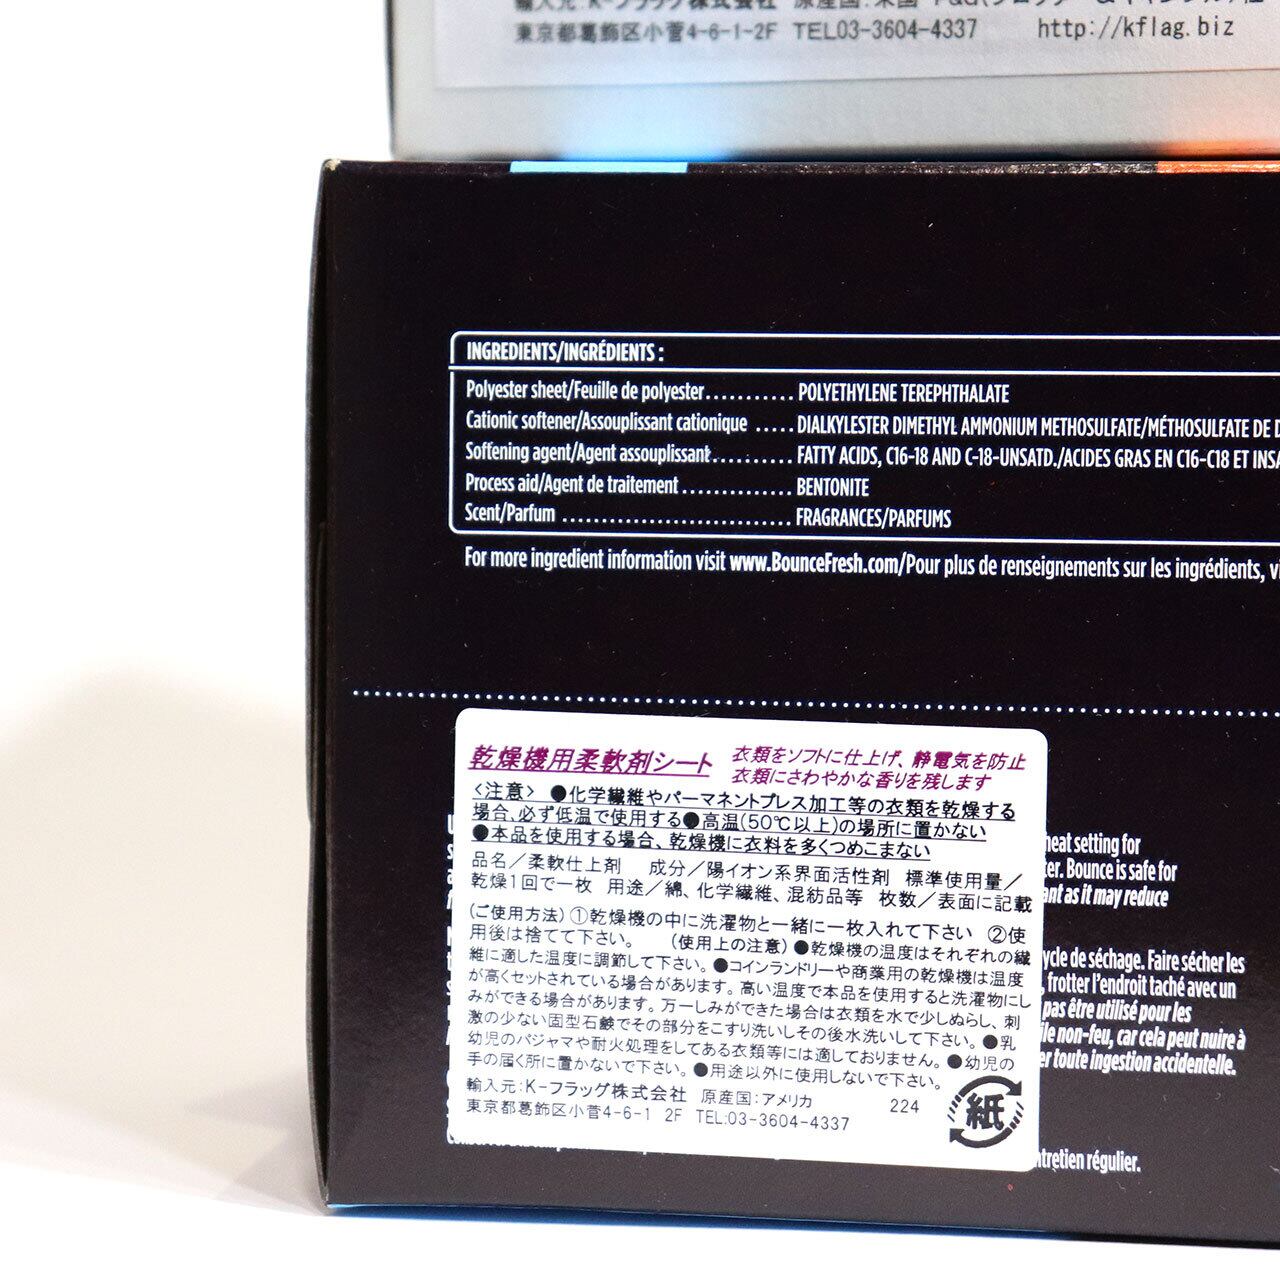 輸入元:K-フラッグ株式会社 原産国:米国
東京都葛飾区小菅4-6-1-2F TEL03-3604-4337 http://kflag.biz
INGREDIENTS/INGRÉDIENTS :
Polyester sheet/Feuille de polyester........... POLYETHYLENE TEREPHTHALATE
Cationic softener/Assouplissant cationique ..... DIALKYLESTER DIMETHYL AMMONIUM METHOSULFATE/MÉTHOSULFATE DE
Softening agent/Agent assouplissant.......... FATTY ACIDS, C16-18 AND C-18-UNSATD./ACIDES GRAS EN C16-C18 ET
Process aid/Agent de traitement .............. BENTONITE
Scent/Parfum ............................. FRAGRANCES/PARFUMS
For more ingredient information visit www.BounceFresh.com/Pour plus de renseignements sur les ingrédients,
乾燥機用柔軟剤シート 衣類をソフトに仕上げ、静電気を防止
衣類にさわやかな香りを残します
<注意> ●化学繊維やパーマネントプレス加工等の衣類を乾燥する
場合、必ず低温で使用する●高温(50℃以上)の場所に置かない
●本品を使用する場合、乾燥機に衣料を多くつめこまない
品名/柔軟仕上剤 成分/陽イオン系界面活性剤 標準使用量/
乾燥1回で一枚 用途/綿、化学繊維、混紡品等 枚数/表面に記載
(ご使用方法)①乾燥機の中に洗濯物と一緒に一枚入れて下さい ②使
用後は捨てて下さい。 (使用上の注意)●乾燥機の温度はそれぞれの繊
維に適した温度に調節して下さい。●コインランドリーや商業用の乾燥機は温度
が高くセットされている場合があります。高い温度で本品を使用すると洗濯物にし
みができる場合があります。万一しみができた場合は衣類を水で少しぬらし、刺
激の少ない固型石鹸でその部分をこすり洗いしその後水洗いして下さい。●乳
幼児のパジャマや耐火処理をしてある衣類等には適しておりません。●幼児の
手の届く所に置かないで下さい。●用途以外に使用しないで下さい。
輸入元:K-フラッグ株式会社 原産国:アメリカ 224
東京都葛飾区小菅4-6-1 2F TEL:03-3604-4337
紙
heat setting for
Bounce is safe for
as it may reduce
cycle de séchage. Faire sécher les
frotter l'endroit taché avec un
pas être utilisé pour les
non-feu, car cela peut nuire à
toute ingestion accidentelle.
régulier.